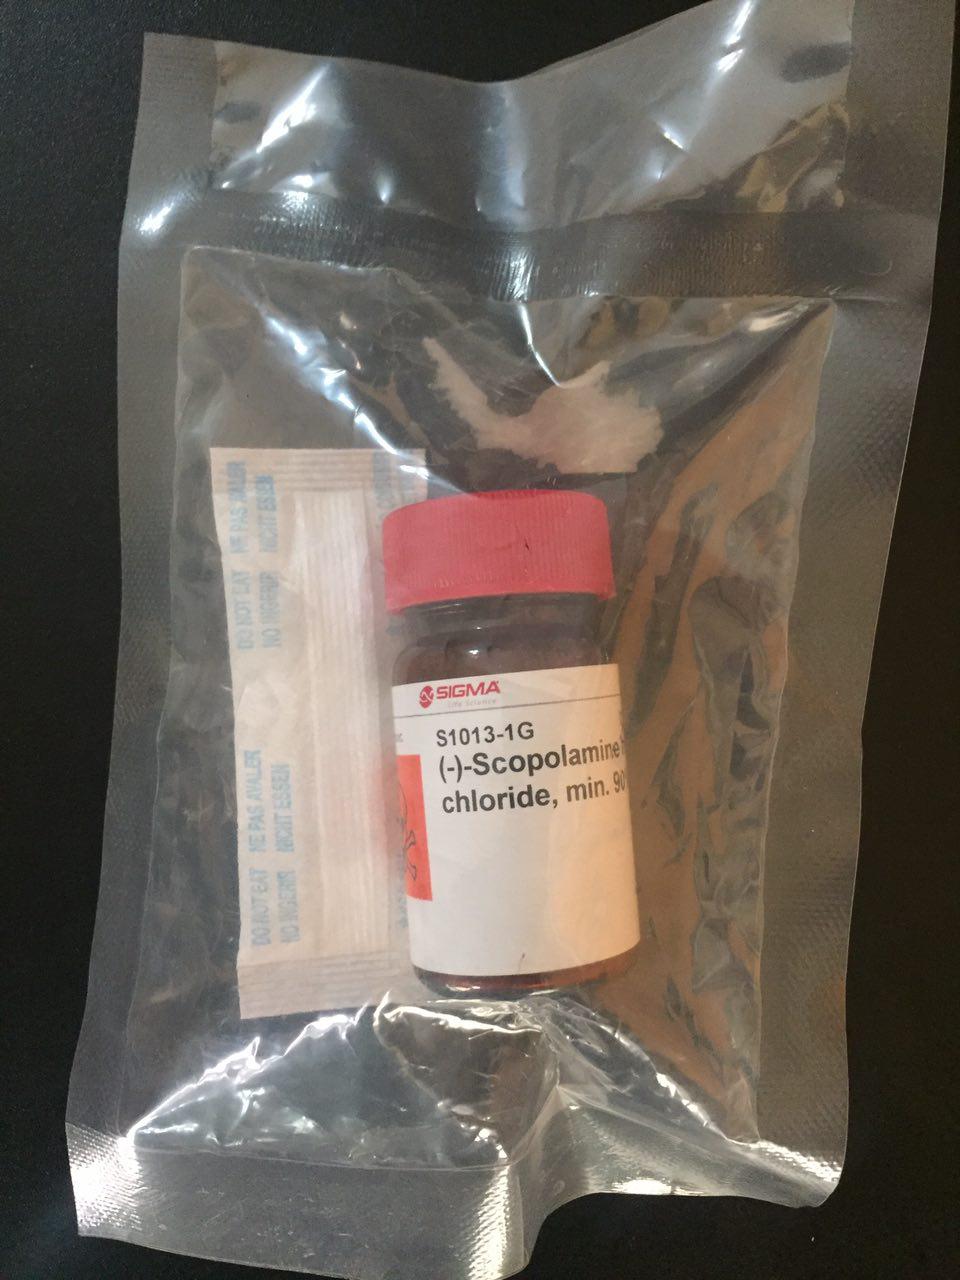 DO NOT EAT NE PAS AVALER
NO INGERIR NICHT ESSEN
DO NOT EAT NE PAS AVALER
NO INGERIR NICHT ESSEN
SIGMA
Life Science
S1013-1G
(-)-Scopolamine
chloride, min. 90